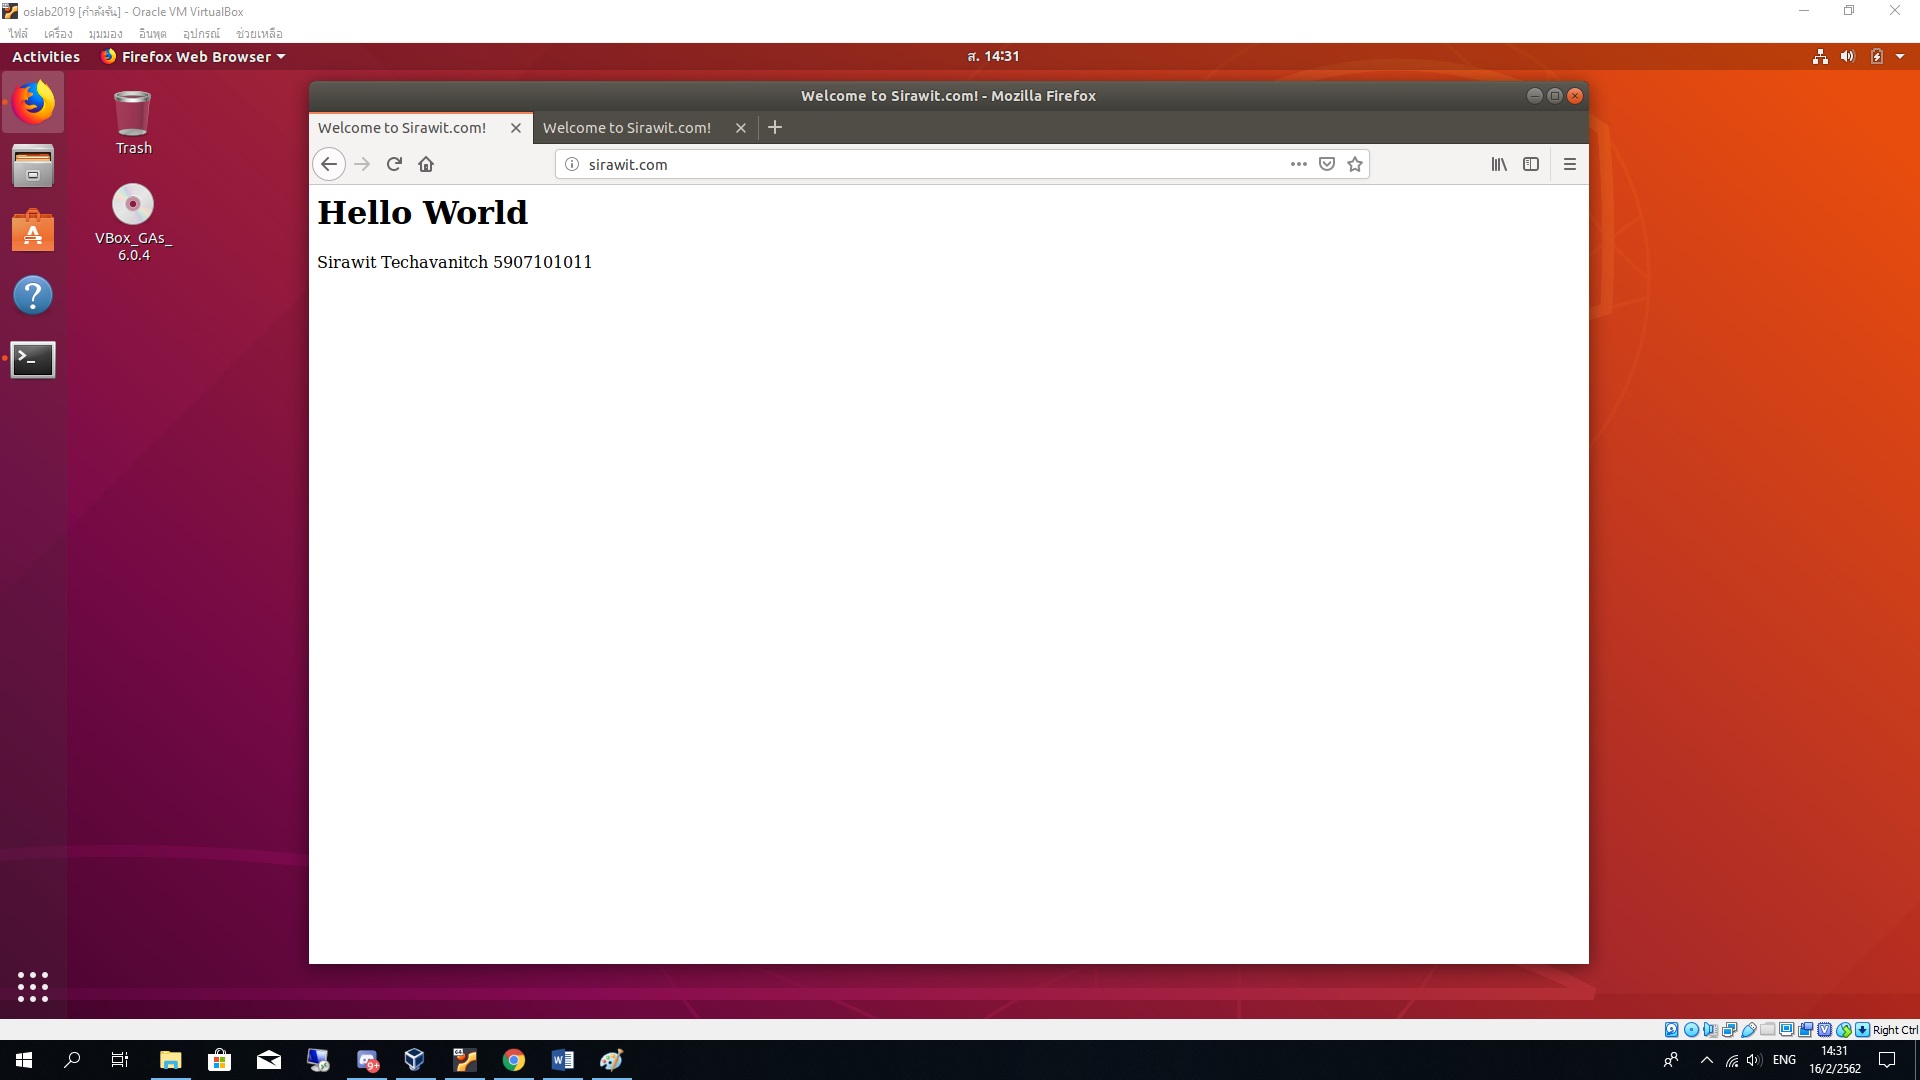 oslab2019 [กำลังรัน] - Oracle VM VirtualBox
ไฟล์ เครื่อง มุมมอง อินพุต อุปกรณ์ ช่วยเหลือ
Activities Firefox Web Browser ส. 14:31
Welcome to Sirawit.com! - Mozilla Firefox
Welcome to Sirawit.com! Welcome to Sirawit.com!
sirawit.com
Trash
VBox_GAs_
6.0.4
Hello World
Sirawit Techavanitch 5907101011
Right Ctrl
9+
64
ENG
14:31
16/2/2562